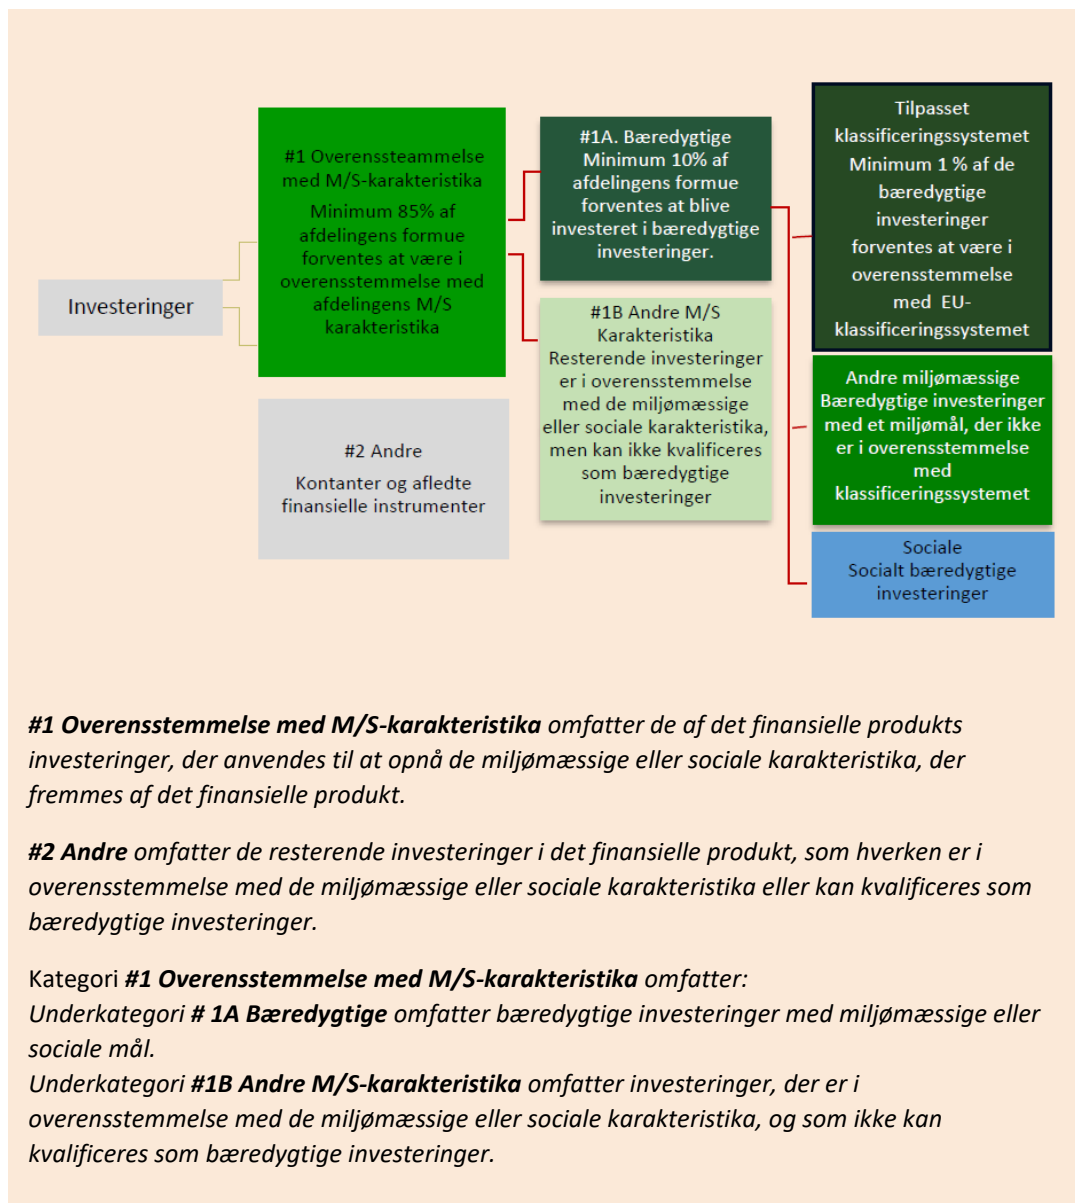 Investeringer
#1 Overenssteammelse
med M/S-karakteristika
Minimum 85% af
afdelingens formue
forventes at være i
overensstemmelse med
afdelingens M/S
karakteristika
#2 Andre
Kontanter og afledte
finansielle instrumenter
#1A. Bæredygtige
Minimum 10% af
afdelingens formue
forventes at blive
investeret i bæredygtige
investeringer.
#1B Andre M/S
Karakteristika
Resterende investeringer
er i overensstemmelse
med de miljømæssige
eller sociale karakteristika,
men kan ikke kvalificeres
som bæredygtige
investeringer
Tilpasset
klassificeringssystemet
Minimum 1 % af de
bæredygtige
investeringer
forventes at være i
overensstemmelse
med EU-
klassificeringssystemet
Andre miljømæssige
Bæredygtige investeringer
med et miljømål, der ikke
er i overensstemmelse
med
klassificeringssystemet
Sociale
Socialt bæredygtige
investeringer
#1 Overensstemmelse med M/S-karakteristika omfatter de af det finansielle produkts
investeringer, der anvendes til at opnå de miljømæssige eller sociale karakteristika, der
fremmes af det finansielle produkt.
#2 Andre omfatter de resterende investeringer i det finansielle produkt, som hverken er i
overensstemmelse med de miljømæssige eller sociale karakteristika eller kan kvalificeres som
bæredygtige investeringer.
Kategori #1 Overensstemmelse med M/S-karakteristika omfatter:
Underkategori # 1A Bæredygtige omfatter bæredygtige investeringer med miljømæssige eller
sociale mål.
Underkategori #1B Andre M/S-karakteristika omfatter investeringer, der er i
overensstemmelse med de miljømæssige eller sociale karakteristika, og som ikke kan
kvalificeres som bæredygtige investeringer.